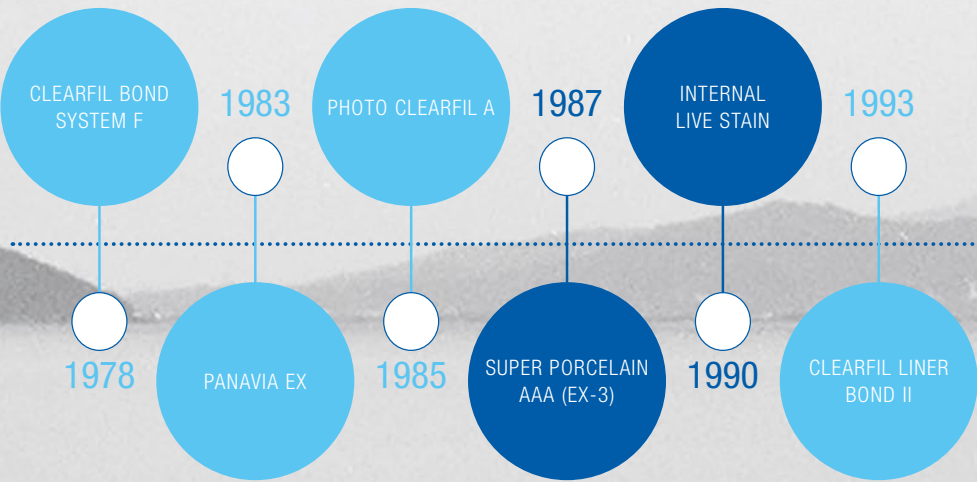 CLEARFIL BOND
SYSTEM F
1978
1983
PANAVIA EX
PHOTO CLEARFIL A
1985
1987
SUPER PORCELAIN
AAA (EX-3)
INTERNAL
LIVE STAIN
1990
1993
CLEARFIL LINER
BOND II